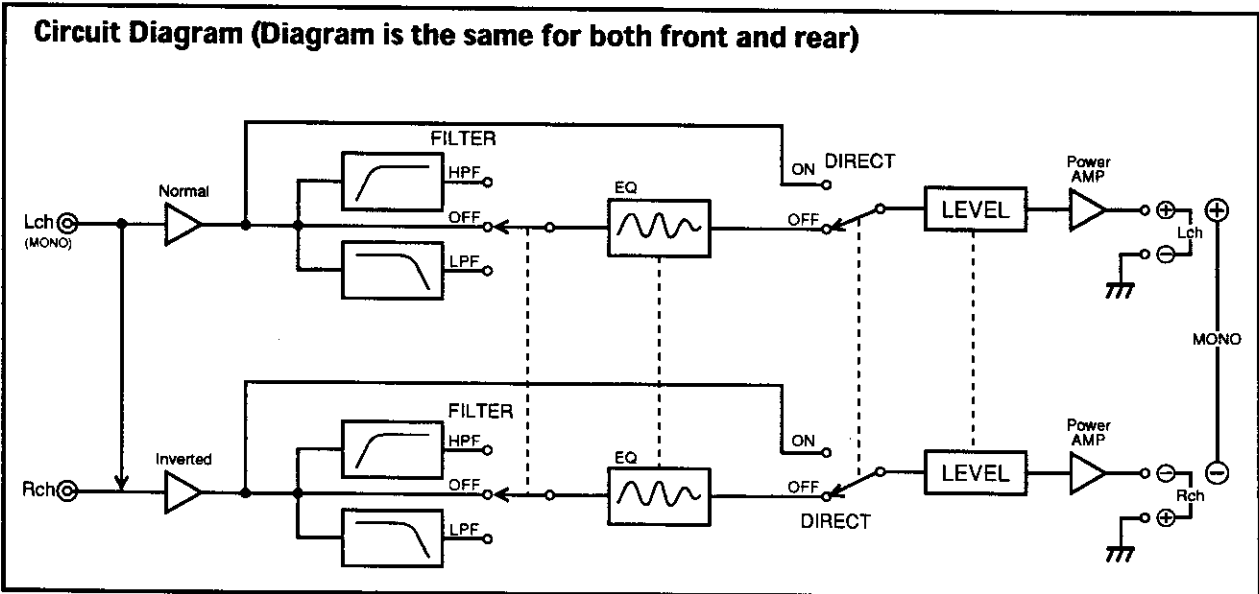 Circuit Diagram (Diagram is the same for both front and rear)
FILTER
HPF
ON DIRECT
Power
AMP
Normal
EQ
Lch
(MONO)
OFF
OFF
LEVEL
⊕
Lch
⊕
LPF
⊖
MONO
FILTER
HPF
ON
Power
AMP
Inverted
EQ
Rch
OFF
OFF
LEVEL
⊖
Rch
⊖
LPF
DIRECT
⊕